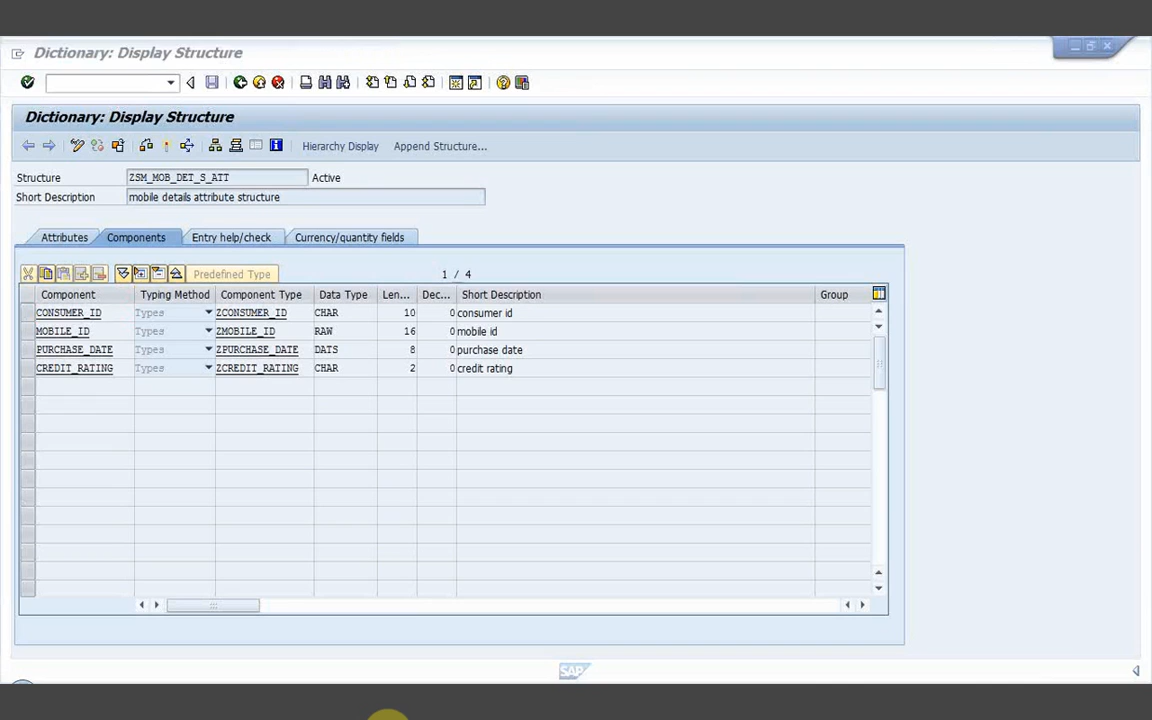 Dictionary: Display Structure
Dictionary: Display Structure
Hierarchy Display Append Structure...
Structure ZSM_MOB_DET_S_ATT Active
Short Description mobile details attribute structure
Attributes Components Entry help/check Currency/quantity fields
Predefined Type 1 / 4
Component Typing Method Component Type Data Type Len... Dec... Short Description Group
CONSUMER_ID Types ZCONSUMER_ID CHAR 10 0 consumer id
MOBILE_ID Types ZMOBILE_ID RAW 16 0 mobile id
PURCHASE_DATE Types ZPURCHASE_DATE DATS 8 0 purchase date
CREDIT_RATING Types ZCREDIT_RATING CHAR 2 0 credit rating
SAP